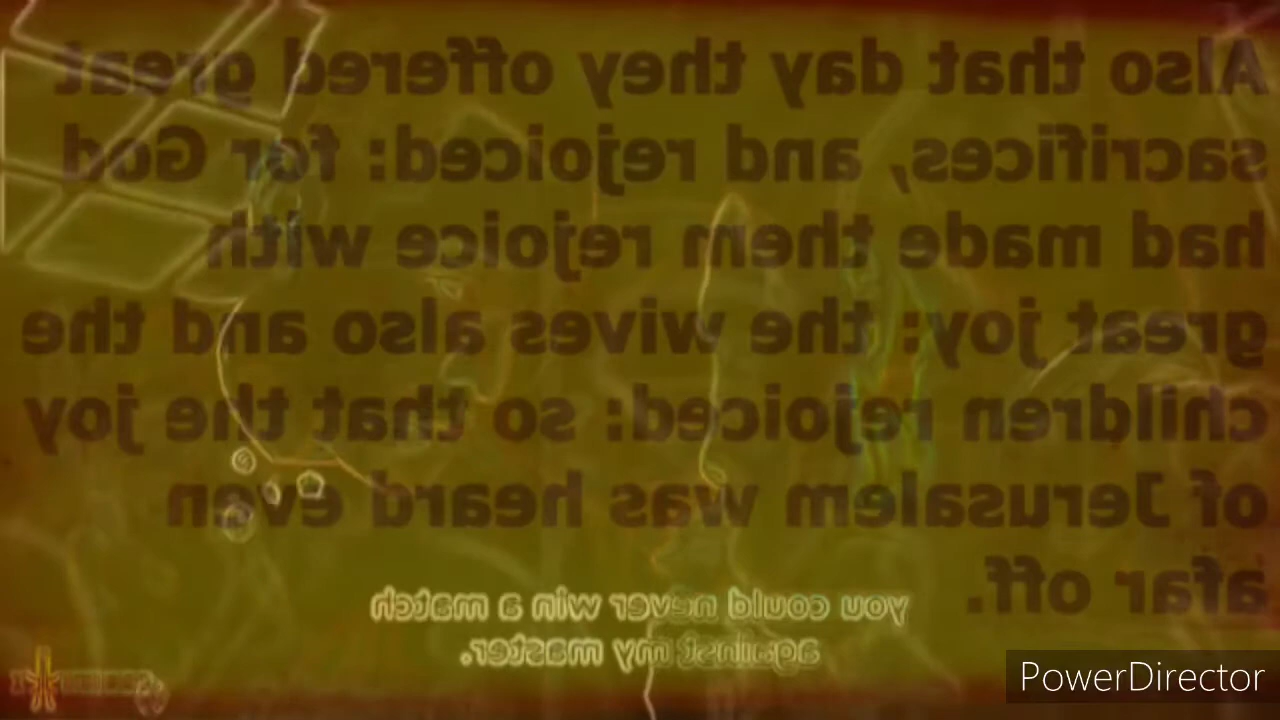 Also that day they offered great
sacrifices, and rejoiced: for God
had made them rejoice with
great joy: the wives also and the
children rejoiced: so that the joy
of Jerusalem was heard even
afar off.
you could never win a match
against my master.
PowerDirector